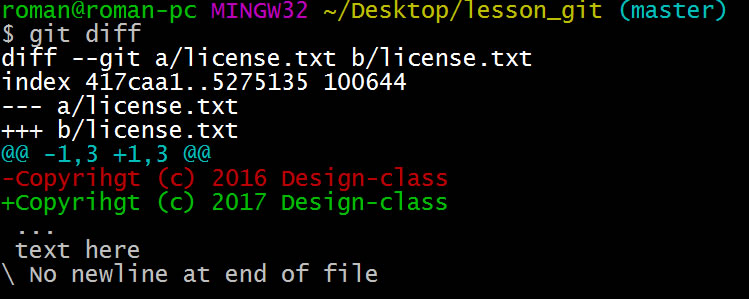 roman@roman-pc MINGW32 ~/Desktop/lesson_git (master)
$ git diff
diff --git a/license.txt b/license.txt
index 417caa1..5275135 100644
--- a/license.txt
+++ b/license.txt
@@ -1,3 +1,3 @@
-Copyrihgt (c) 2016 Design-class
+Copyrihgt (c) 2017 Design-class
 ...
 text here
\ No newline at end of file